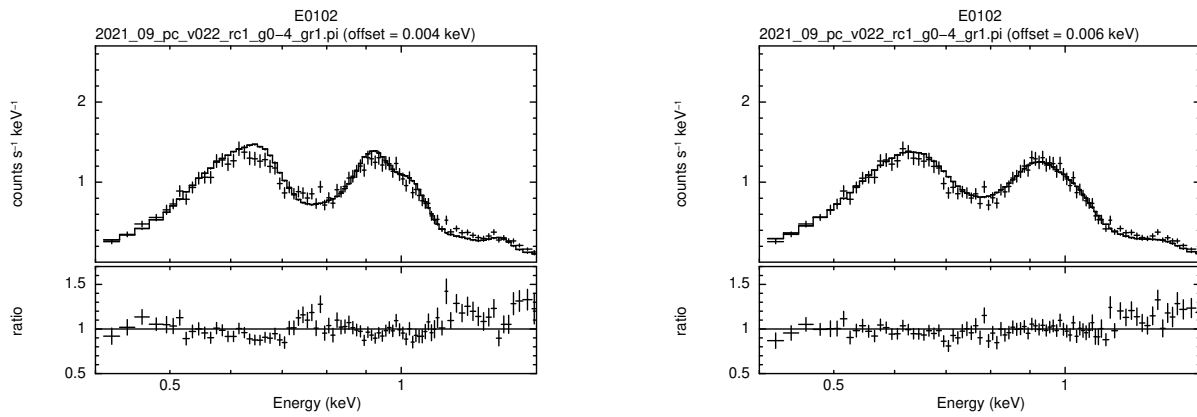 E0102
2021_09_pc_v022_rc1_g0−4_gr1.pi (offset = 0.004 keV)
counts s⁻¹ keV⁻¹
2
1
ratio
1.5
1
0.5
0.5
1
Energy (keV)
E0102
2021_09_pc_v022_rc1_g0−4_gr1.pi (offset = 0.006 keV)
counts s⁻¹ keV⁻¹
2
1
ratio
1.5
1
0.5
0.5
1
Energy (keV)